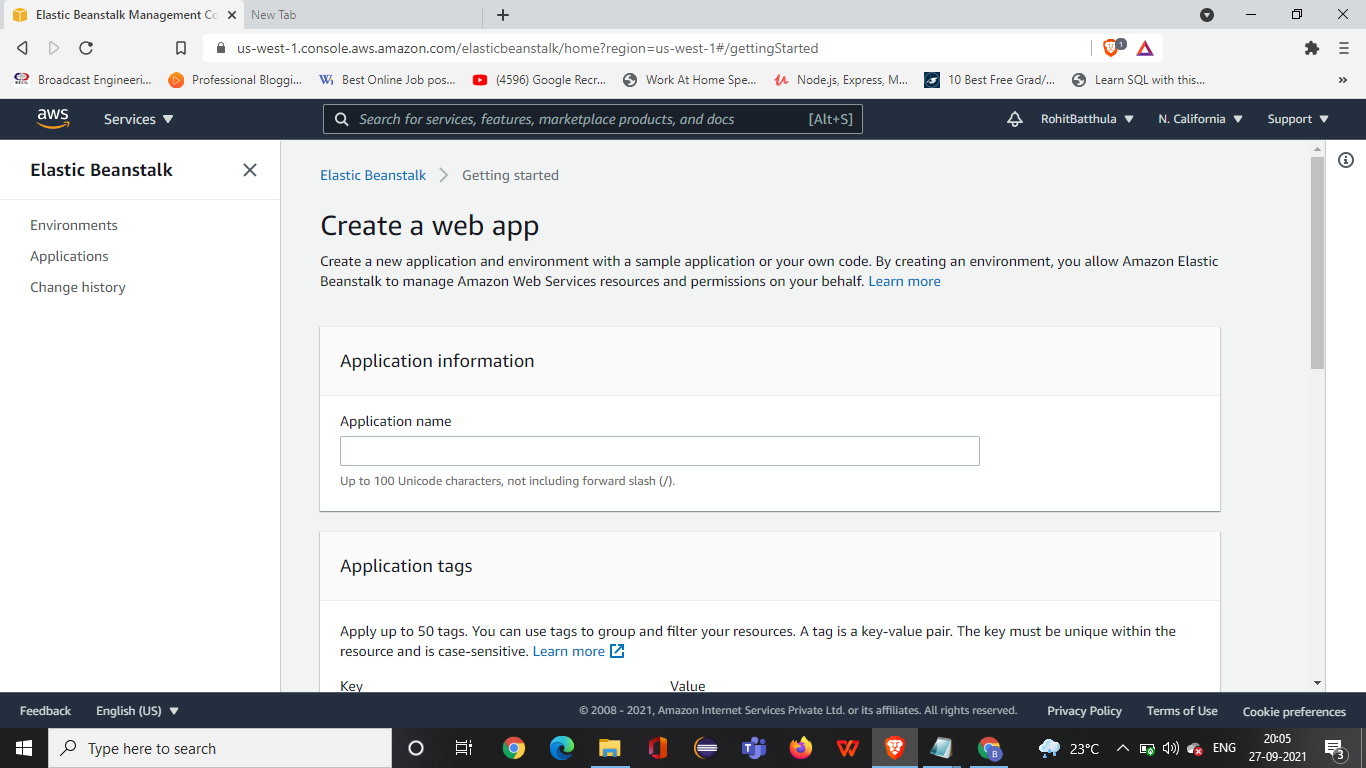 Elastic Beanstalk Management Co
New Tab
us-west-1.console.aws.amazon.com/elasticbeanstalk/home?region=us-west-1#/gettingStarted
1
Broadcast Engineeri...
Professional Bloggi...
Best Online Job pos...
(4596) Google Recr...
Work At Home Spe...
Node.js, Express, M...
10 Best Free Grad/...
Learn SQL with this...
»
aws
Services
Search for services, features, marketplace products, and docs
[Alt+S]
RohitBatthula
N. California
Support
Elastic Beanstalk
Environments
Applications
Change history
Elastic Beanstalk
Getting started
Create a web app
Create a new application and environment with a sample application or your own code. By creating an environment, you allow Amazon Elastic
Beanstalk to manage Amazon Web Services resources and permissions on your behalf. Learn more
Application information
Application name
Up to 100 Unicode characters, not including forward slash (/).
Application tags
Apply up to 50 tags. You can use tags to group and filter your resources. A tag is a key-value pair. The key must be unique within the
resource and is case-sensitive. Learn more
Key
Value
Feedback
English (US)
© 2008 - 2021, Amazon Internet Services Private Ltd. or its affiliates. All rights reserved.
Privacy Policy
Terms of Use
Cookie preferences
Type here to search
23°C
ENG
20:05
27-09-2021
3